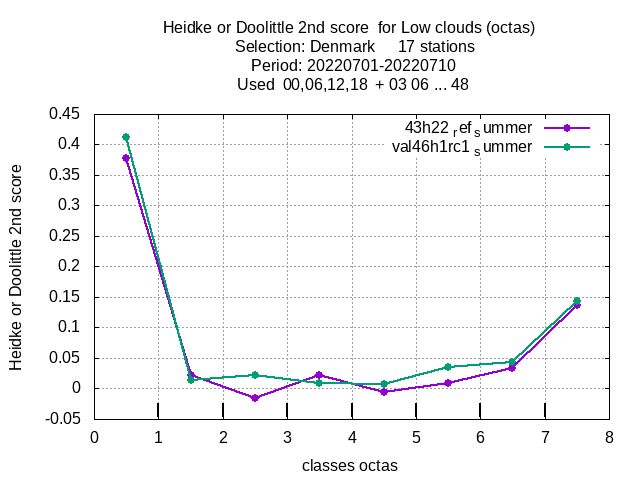 Heidke or Doolittle 2nd score  for Low clouds (octas)
Selection: Denmark     17 stations
Period: 20220701-20220710
Used  00,06,12,18  + 03 06 ... 48
0.45
0.4
0.35
0.3
0.25
0.2
0.15
0.1
0.05
0
-0.05
Heidke or Doolittle 2nd score
43h22 ref summer
val46h1rc1 summer
0 1 2 3 4 5 6 7 8
classes octas